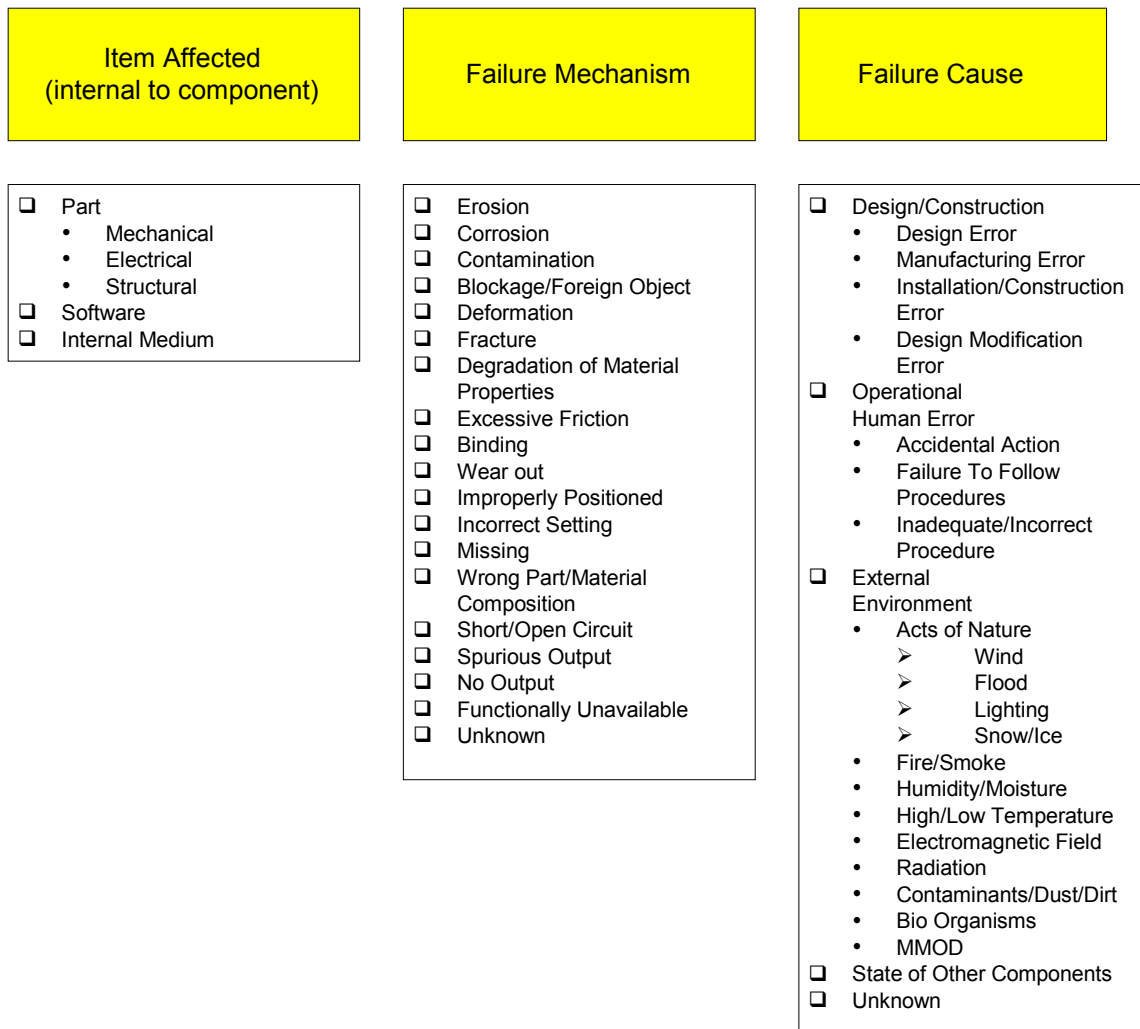 Item Affected
(internal to component)
Failure Mechanism
Failure Cause
❑ Part
• Mechanical
• Electrical
• Structural
❑ Software
❑ Internal Medium
❑ Erosion
❑ Corrosion
❑ Contamination
❑ Blockage/Foreign Object
❑ Deformation
❑ Fracture
❑ Degradation of Material
Properties
❑ Excessive Friction
❑ Binding
❑ Wear out
❑ Improperly Positioned
❑ Incorrect Setting
❑ Missing
❑ Wrong Part/Material
Composition
❑ Short/Open Circuit
❑ Spurious Output
❑ No Output
❑ Functionally Unavailable
❑ Unknown
❑ Design/Construction
• Design Error
• Manufacturing Error
• Installation/Construction
Error
• Design Modification
Error
❑ Operational
Human Error
• Accidental Action
• Failure To Follow
Procedures
• Inadequate/Incorrect
Procedure
❑ External
Environment
• Acts of Nature
➢ Wind
➢ Flood
➢ Lighting
➢ Snow/Ice
• Fire/Smoke
• Humidity/Moisture
• High/Low Temperature
• Electromagnetic Field
• Radiation
• Contaminants/Dust/Dirt
• Bio Organisms
• MMOD
❑ State of Other Components
❑ Unknown